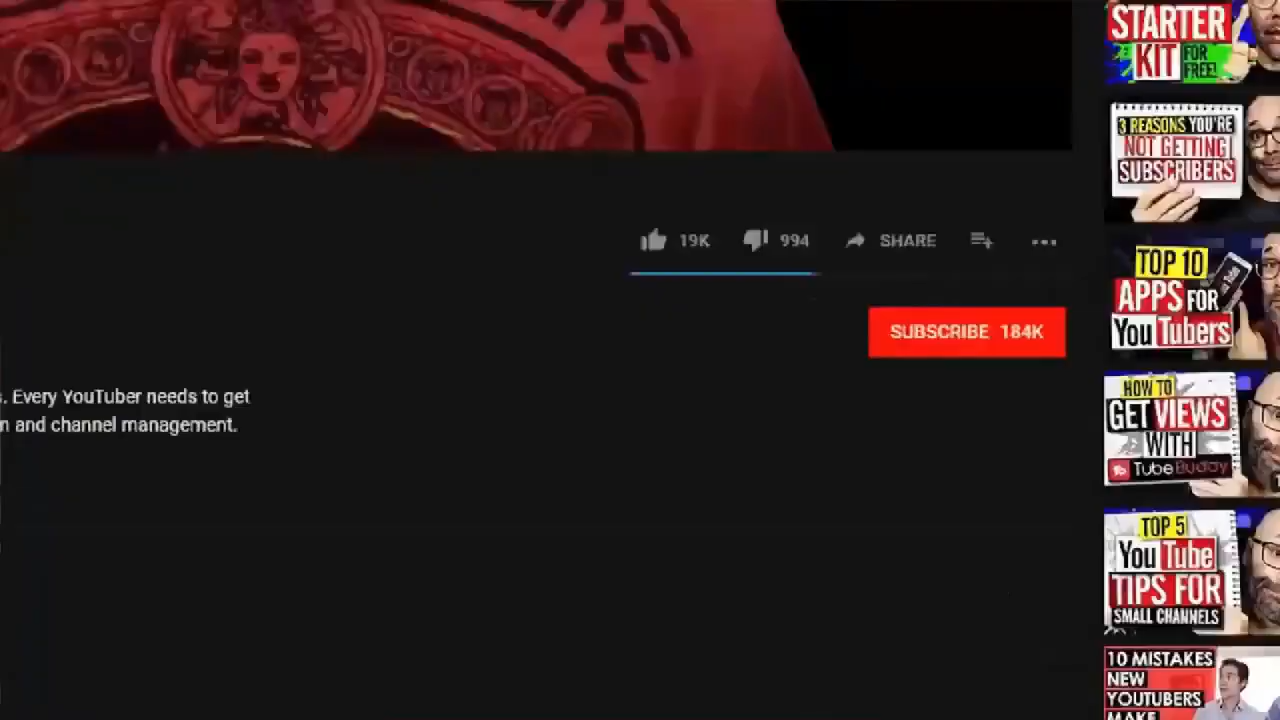 19K 994 SHARE
SUBSCRIBE 184K
. Every YouTuber needs to get
and channel management.
STARTER
KIT FOR
FREE!
3 REASONS YOU'RE
NOT GETTING
SUBSCRIBERS
TOP 10
APPS FOR
YouTubers
HOW TO
GET VIEWS
WITH
TubeBuddy
TOP 5
YouTube
TIPS FOR
SMALL CHANNELS
10 MISTAKES
NEW
YOUTUBERS
MAKE